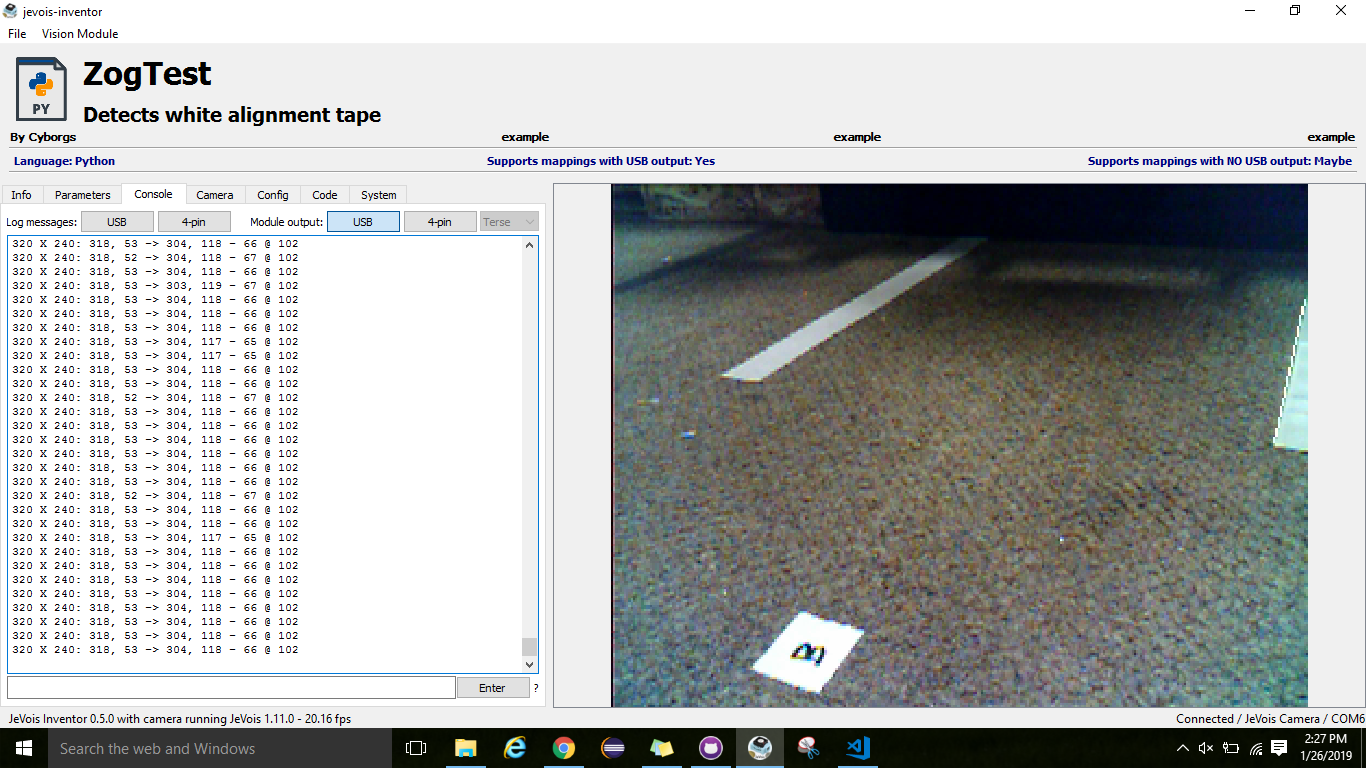 jevois-inventor
File Vision Module
PY
ZogTest
Detects white alignment tape
By Cyborgs example example example
Language: Python Supports mappings with USB output: Yes Supports mappings with NO USB output: Maybe
Info Parameters Console Camera Config Code System
Log messages: USB 4-pin Module output: USB 4-pin Terse
320 X 240: 318, 53 -> 304, 118 - 66 @ 102
320 X 240: 318, 52 -> 304, 118 - 67 @ 102
320 X 240: 318, 53 -> 304, 118 - 66 @ 102
320 X 240: 318, 53 -> 303, 119 - 67 @ 102
320 X 240: 318, 53 -> 304, 118 - 66 @ 102
320 X 240: 318, 53 -> 304, 118 - 66 @ 102
320 X 240: 318, 53 -> 304, 118 - 66 @ 102
320 X 240: 318, 53 -> 304, 117 - 65 @ 102
320 X 240: 318, 53 -> 304, 117 - 65 @ 102
320 X 240: 318, 53 -> 304, 118 - 66 @ 102
320 X 240: 318, 53 -> 304, 118 - 66 @ 102
320 X 240: 318, 52 -> 304, 118 - 67 @ 102
320 X 240: 318, 53 -> 304, 118 - 66 @ 102
320 X 240: 318, 53 -> 304, 118 - 66 @ 102
320 X 240: 318, 53 -> 304, 118 - 66 @ 102
320 X 240: 318, 53 -> 304, 118 - 66 @ 102
320 X 240: 318, 53 -> 304, 118 - 66 @ 102
320 X 240: 318, 53 -> 304, 118 - 66 @ 102
320 X 240: 318, 52 -> 304, 118 - 67 @ 102
320 X 240: 318, 53 -> 304, 118 - 66 @ 102
320 X 240: 318, 53 -> 304, 118 - 66 @ 102
320 X 240: 318, 53 -> 304, 117 - 65 @ 102
320 X 240: 318, 53 -> 304, 118 - 66 @ 102
320 X 240: 318, 53 -> 304, 118 - 66 @ 102
320 X 240: 318, 53 -> 304, 118 - 66 @ 102
320 X 240: 318, 53 -> 304, 118 - 66 @ 102
320 X 240: 318, 53 -> 304, 118 - 66 @ 102
320 X 240: 318, 53 -> 304, 118 - 66 @ 102
320 X 240: 318, 53 -> 304, 118 - 66 @ 102
320 X 240: 318, 53 -> 304, 118 - 66 @ 102
B
Enter ?
JeVois Inventor 0.5.0 with camera running JeVois 1.11.0 - 20.16 fps Connected / JeVois Camera / COM6
Search the web and Windows
2:27 PM
1/26/2019